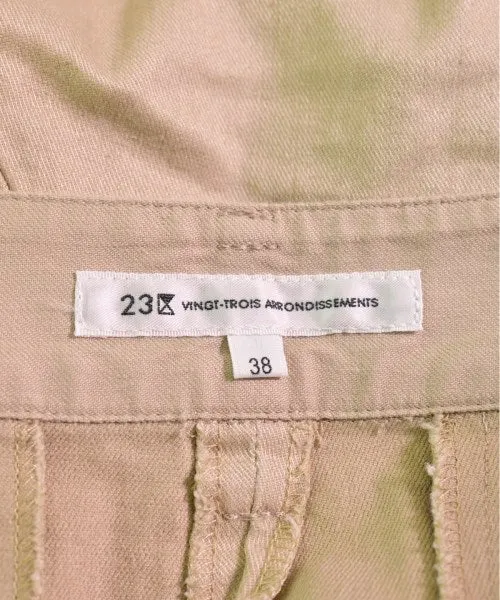 23区 VINGT-TROIS ARRONDISSEMENTS
38